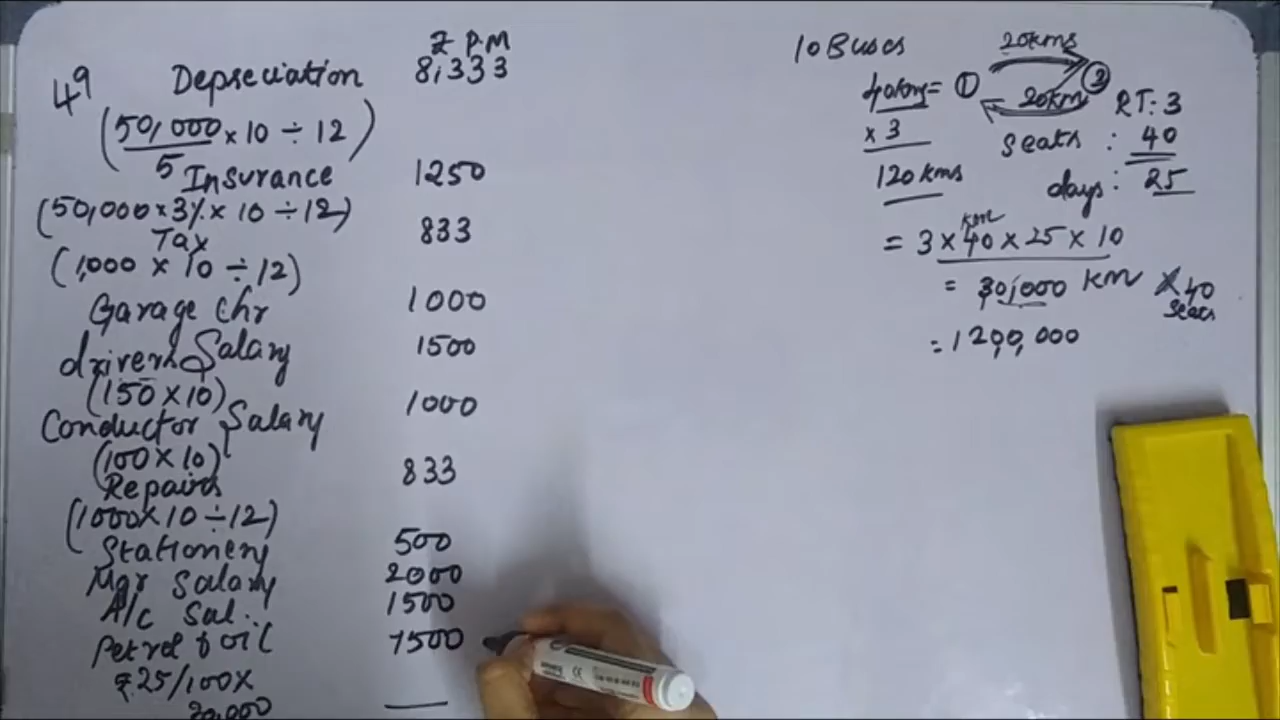 49
₹ P.M
Depreciation 8,333
(50,000 x 10 ÷ 12)
5
Insurance 1250
(50,000 x 3% x 10 ÷ 12)
Tax 833
(1,000 x 10 ÷ 12)
Garage Chr 1000
drivers Salary 1500
(150 x 10)
Conductor Salary 1000
(100 x 10)
Repairs 833
(1000 x 10 ÷ 12)
Stationery 500
Mgr Salary 2000
A/c Sal.. 1500
Petrol & oil 7500
₹25/100x
30,000
10 Buses
20kms
40kms = ① ②
20km
RT: 3
x 3
seats : 40
120 kms
days : 25
= 3 x 40 km x 25 x 10
= 30,000 KM x 40
Seats
= 1200,000